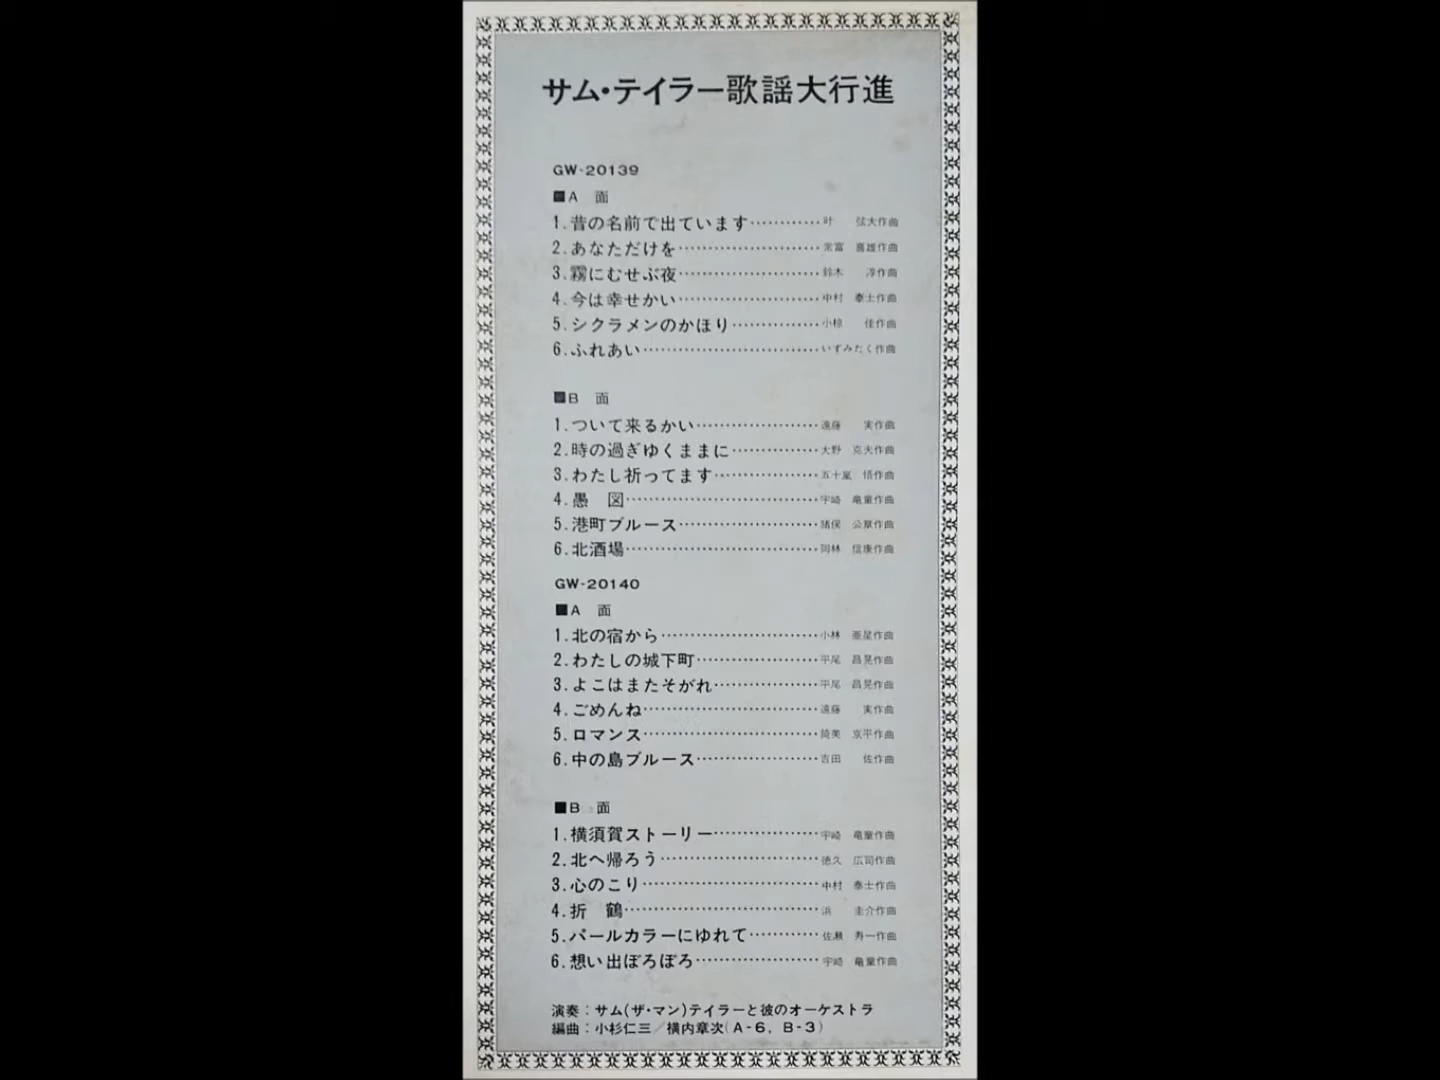 サム・テイラー歌謡大行進
GW-20139
■A 面
1.昔の名前で出ています…………叶 弦大作曲
2.あなただけを……………………常富 喜雄作曲
3.霧にむせぶ夜……………………鈴木 淳作曲
4.今は幸せかい……………………中村 泰士作曲
5.シクラメンのかほり……………小椋 佳作曲
6.ふれあい…………………………いずみたく作曲
■B 面
1.ついて来るかい…………………遠藤 実作曲
2.時の過ぎゆくままに……………大野 克夫作曲
3.わたし祈ってます………………五十嵐 悟作曲
4.愚 図……………………………宇崎 竜童作曲
5.港町ブルース……………………猪俣 公章作曲
6.北酒場……………………………岡林 信康作曲
GW-20140
■A 面
1.北の宿から………………………小林 亜星作曲
2.わたしの城下町…………………平尾 昌晃作曲
3.よこはまたそがれ………………平尾 昌晃作曲
4.ごめんね…………………………遠藤 実作曲
5.ロマンス…………………………筒美 京平作曲
6.中の島ブルース…………………吉田 佐作曲
■B 面
1.横須賀ストーリー………………宇崎 竜童作曲
2.北へ帰ろう………………………徳久 広司作曲
3.心のこり…………………………中村 泰士作曲
4.折 鶴……………………………浜 圭介作曲
5.パールカラーにゆれて…………佐瀬 寿一作曲
6.想い出ぼろぼろ…………………宇崎 竜童作曲
演奏:サム(ザ・マン)テイラーと彼のオーケストラ
編曲:小杉仁三/横内章次(A-6, B-3)